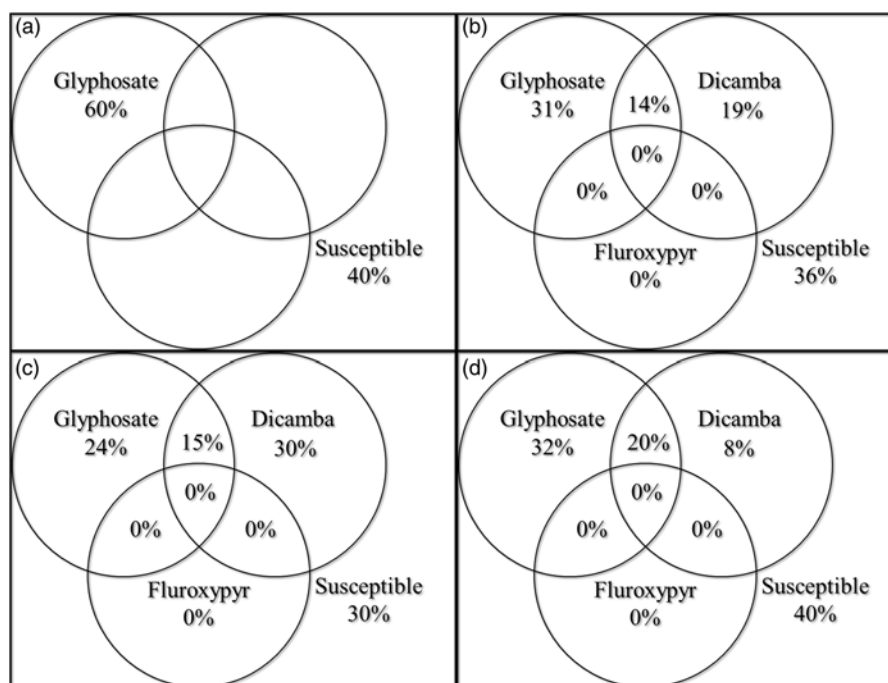 (a)
Glyphosate
60%
Susceptible
40%
(b)
Glyphosate
31%
14%
Dicamba
19%
0%
0%
0%
Fluroxypyr
0%
Susceptible
36%
(c)
Glyphosate
24%
15%
Dicamba
30%
0%
0%
0%
Fluroxypyr
0%
Susceptible
30%
(d)
Glyphosate
32%
20%
Dicamba
8%
0%
0%
0%
Fluroxypyr
0%
Susceptible
40%